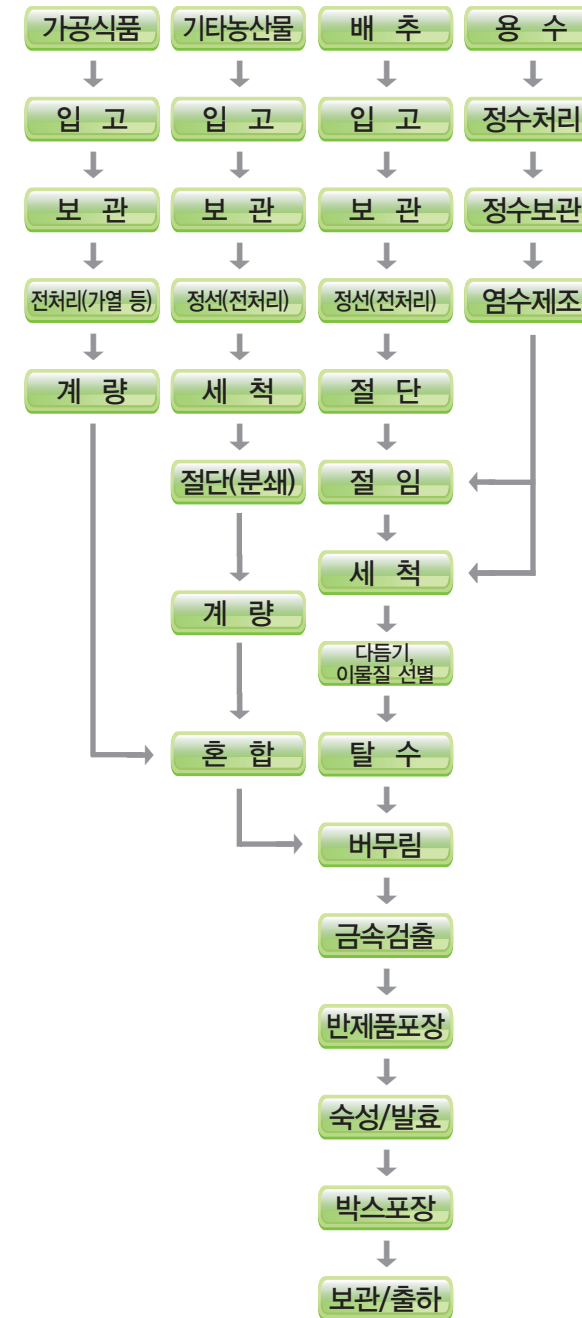 가공식품
기타농산물
배 추
용 수
입 고
입 고
입 고
정수처리
보 관
보 관
보 관
정수보관
전처리(가열 등)
정선(전처리)
정선(전처리)
염수제조
계 량
세 척
절 단
절단(분쇄)
절 임
세 척
계 량
다듬기,
이물질 선별
혼 합
탈 수
버무림
금속검출
반제품포장
숙성/발효
박스포장
보관/출하